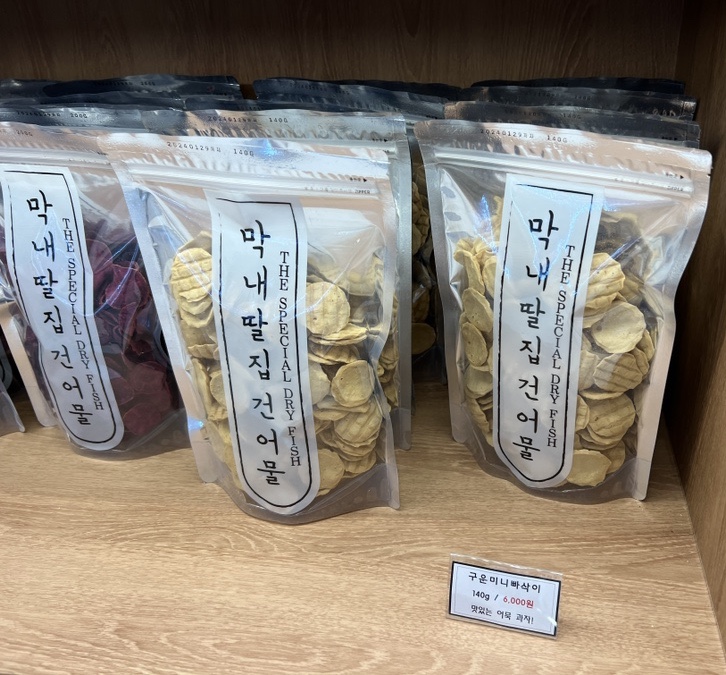 막내딸집건어물
THE SPECIAL DRY FISH
20240129B 140G
막내딸집건어물
THE SPECIAL DRY FISH
막내딸집건어물
THE SPECIAL DRY FISH
구운미니빠삭이
140g / 6,000원
맛있는 어묵 과자!